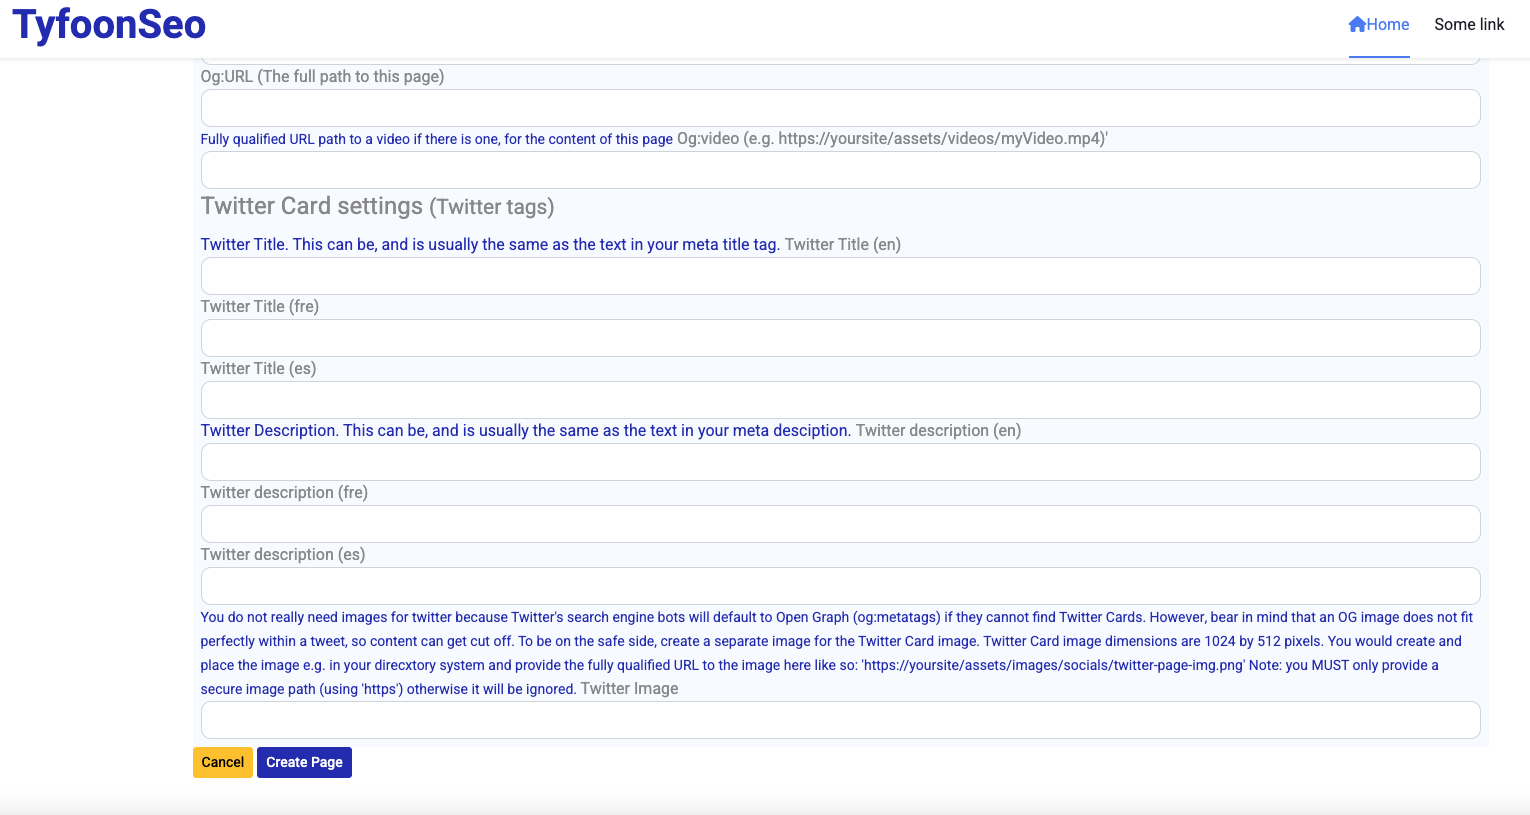 TyfoonSeo
Home
Some link
Og:URL (The full path to this page)
Fully qualified URL path to a video if there is one, for the content of this page Og:video (e.g. https://yoursite/assets/videos/myVideo.mp4)'
Twitter Card settings (Twitter tags)
Twitter Title. This can be, and is usually the same as the text in your meta title tag. Twitter Title (en)
Twitter Title (fre)
Twitter Title (es)
Twitter Description. This can be, and is usually the same as the text in your meta desciption. Twitter description (en)
Twitter description (fre)
Twitter description (es)
You do not really need images for twitter because Twitter's search engine bots will default to Open Graph (og:metatags) if they cannot find Twitter Cards. However, bear in mind that an OG image does not fit
perfectly within a tweet, so content can get cut off. To be on the safe side, create a separate image for the Twitter Card image. Twitter Card image dimensions are 1024 by 512 pixels. You would create and
place the image e.g. in your direcxtory system and provide the fully qualified URL to the image here like so: 'https://yoursite/assets/images/socials/twitter-page-img.png' Note: you MUST only provide a
secure image path (using 'https') otherwise it will be ignored. Twitter Image
Cancel
Create Page